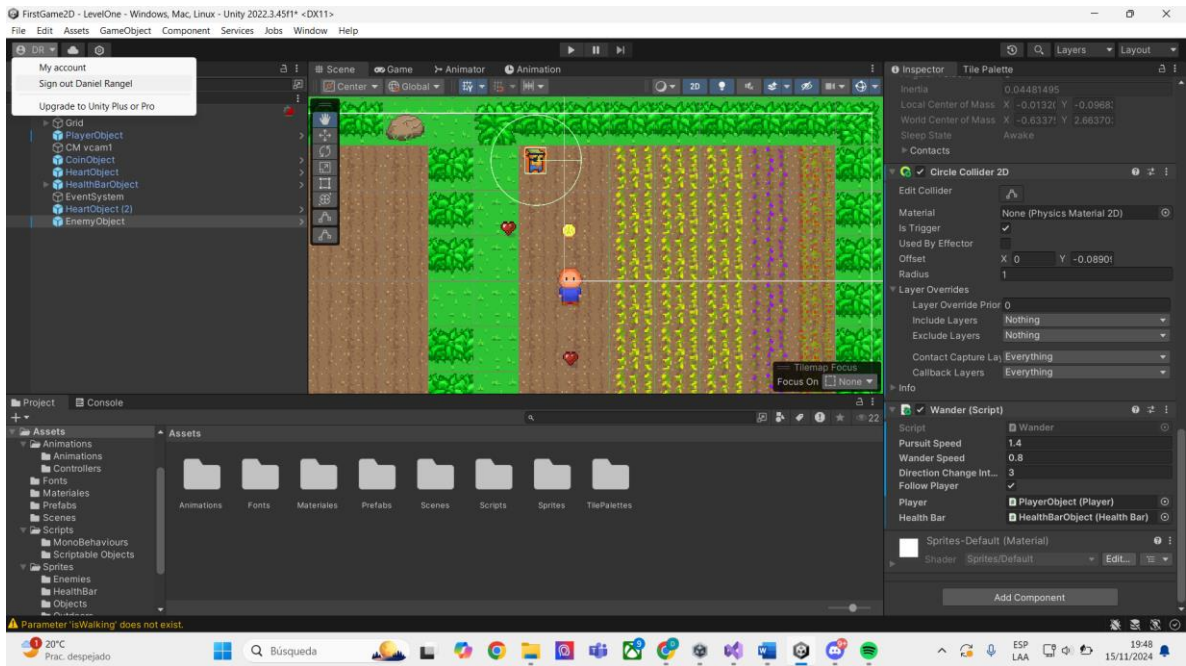 FirstGame2D - LevelOne - Windows, Mac, Linux - Unity 2022.3.45f1* <DX11>
File Edit Assets GameObject Component Services Jobs Window Help
DR
Layers Layout
My account
Sign out Daniel Rangel
Upgrade to Unity Plus or Pro
Grid
PlayerObject
CM vcam1
CoinObject
HeartObject
HealthBarObject
EventSystem
HeartObject (2)
EnemyObject
Scene Game Animator Animation
Center Global 2D
Tilemap Focus
Focus On None
Inspector Tile Palette
Inertia 0.04481495
Local Center of Mass X -0.0132( Y -0.0968:
World Center of Mass X -0.6337! Y 2.66370:
Sleep State Awake
Contacts
Circle Collider 2D
Edit Collider
Material None (Physics Material 2D)
Is Trigger
Used By Effector
Offset X 0 Y -0.0890!
Radius 1
Layer Overrides
Layer Override Prior 0
Include Layers Nothing
Exclude Layers Nothing
Contact Capture La Everything
Callback Layers Everything
Info
Wander (Script)
Script Wander
Pursuit Speed 1.4
Wander Speed 0.8
Direction Change Int... 3
Follow Player
Player PlayerObject (Player)
Health Bar HealthBarObject (Health Bar)
Sprites-Default (Material)
Shader Sprites/Default Edit...
Add Component
Project Console
22
Assets
Animations
Animations
Controllers
Fonts
Materiales
Prefabs
Scenes
Scripts
MonoBehaviours
Scriptable Objects
Sprites
Enemies
HealthBar
Objects
Assets
Animations Fonts Materiales Prefabs Scenes Scripts Sprites TilePalettes
Parameter 'isWalking' does not exist.
1
20°C
Prac. despejado
Búsqueda
9
ESP
LAA
19:48
15/11/2024